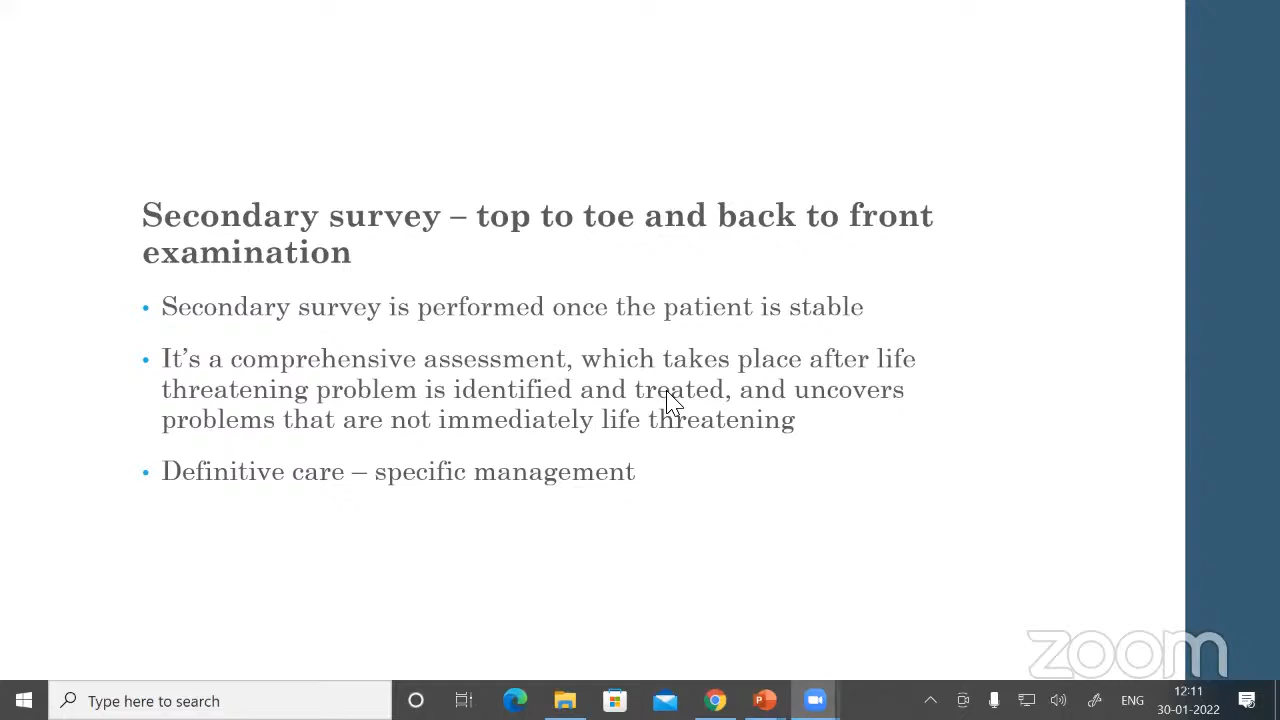 Secondary survey – top to toe and back to front
examination
• Secondary survey is performed once the patient is stable
• It’s a comprehensive assessment, which takes place after life
threatening problem is identified and treated, and uncovers
problems that are not immediately life threatening
• Definitive care – specific management
zoom
Type here to search
ENG
12:11
30-01-2022